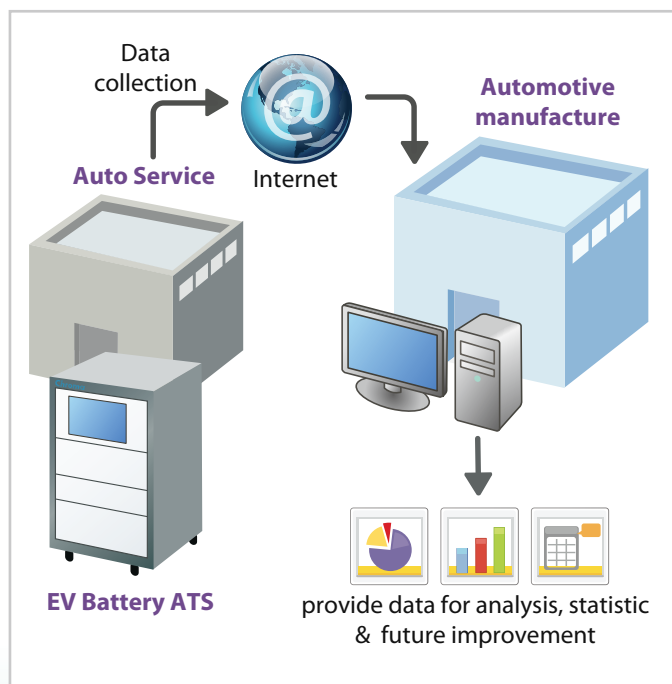 Data
collection
Automotive
manufacture
Auto Service
Internet
@
EV Battery ATS
provide data for analysis, statistic
& future improvement